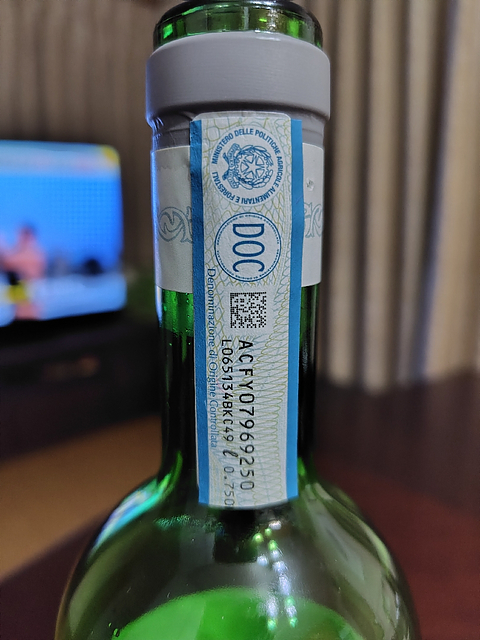 MINISTERO DELLE POLITICHE AGRICOLE ALIMENTARI E FORESTALI
DOC
Denominazione di Origine Controllata
ACFY07969250
L065134BKC49 ℓ 0.750